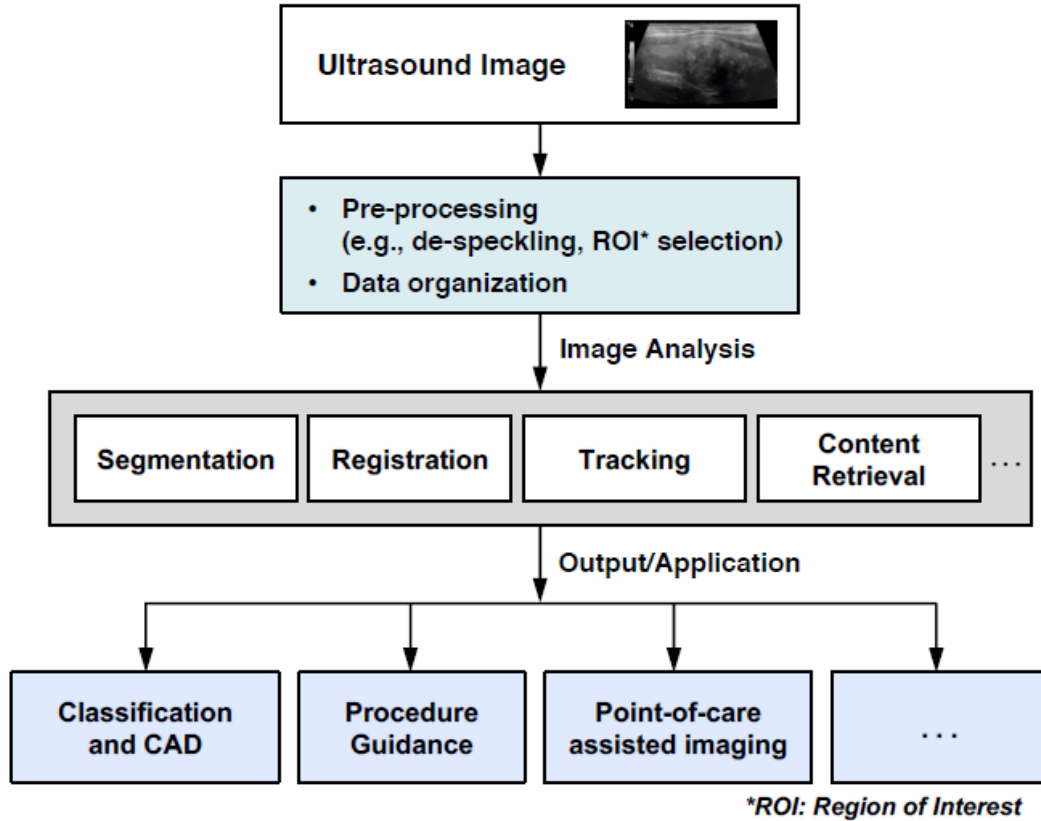 Ultrasound Image
• Pre-processing
(e.g., de-speckling, ROI* selection)
• Data organization
Image Analysis
Segmentation
Registration
Tracking
Content
Retrieval
...
Output/Application
Classification
and CAD
Procedure
Guidance
Point-of-care
assisted imaging
...
*ROI: Region of Interest